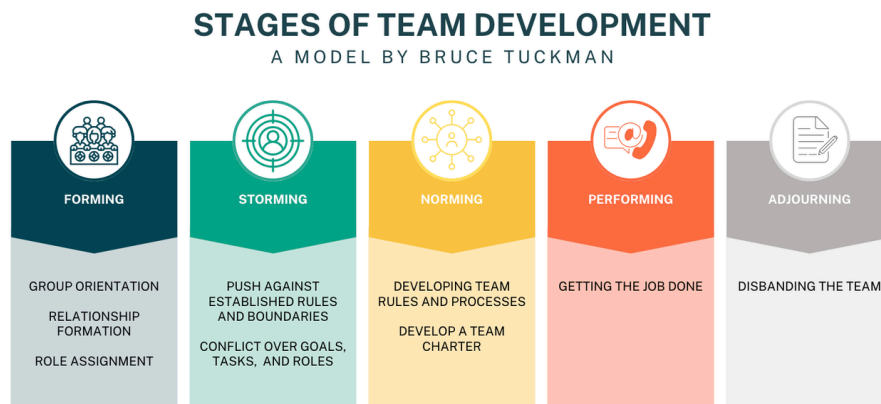 STAGES OF TEAM DEVELOPMENT
A MODEL BY BRUCE TUCKMAN
FORMING
GROUP ORIENTATION
RELATIONSHIP
FORMATION
ROLE ASSIGNMENT
STORMING
PUSH AGAINST
ESTABLISHED RULES
AND BOUNDARIES
CONFLICT OVER GOALS,
TASKS, AND ROLES
NORMING
DEVELOPING TEAM
RULES AND PROCESSES
DEVELOP A TEAM
CHARTER
PERFORMING
GETTING THE JOB DONE
ADJOURNING
DISBANDING THE TEAM